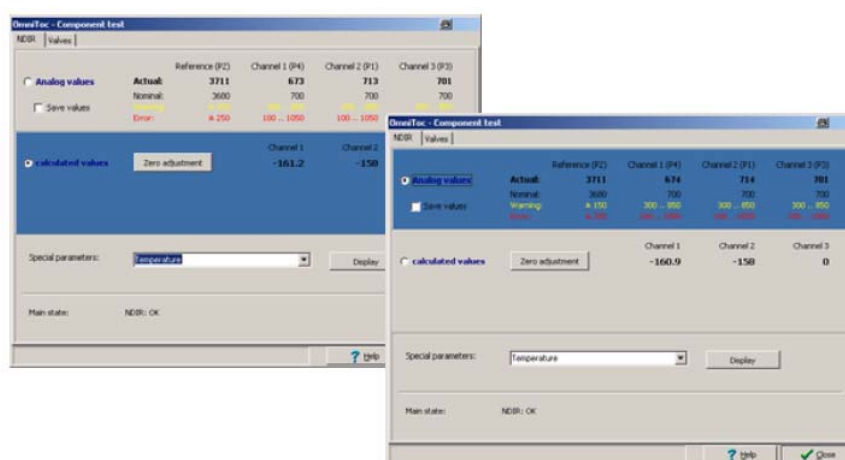 OmniToc - Component test
NDIR Valves
Reference (P2) Channel 1 (P4) Channel 2 (P1) Channel 3 (P3)
Analog values Actual: 3711 673 713 701
Nominal: 3680 700 700 700
Save values
Error: ± 250 100 .. 1050 100 .. 1050
Channel 1 Channel 2
calculated values Zero adjustment -161.2 -158
Special parameters: Temperature Display
Main state: NDIR: OK
Help
OmniToc - Component test
NDIR Valves
Reference (P2) Channel 1 (P4) Channel 2 (P1) Channel 3 (P3)
Analog values Actual: 3711 674 714 701
Nominal: 3680 700 700 700
Save values Warning: ± 150 300 .. 850 300 .. 850 300 .. 850
Channel 1 Channel 2 Channel 3
calculated values Zero adjustment -160.9 -158 0
Special parameters: Temperature Display
Main state: NDIR: OK
Help Close